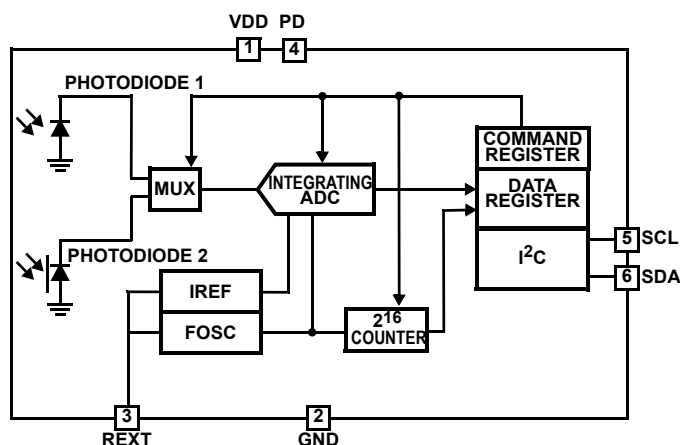 VDD PD
1 4
PHOTODIODE 1
COMMAND
REGISTER
MUX
INTEGRATING
ADC
DATA
REGISTER
PHOTODIODE 2
I²C
5 SCL
6 SDA
IREF
FOSC
2¹⁶
COUNTER
3
REXT
2
GND